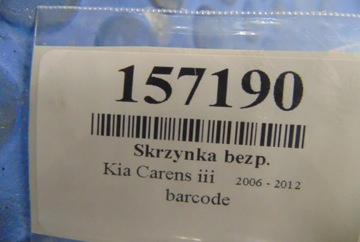 157190
Skrzynka bezp.
Kia Carens iii 2006 - 2012
barcode